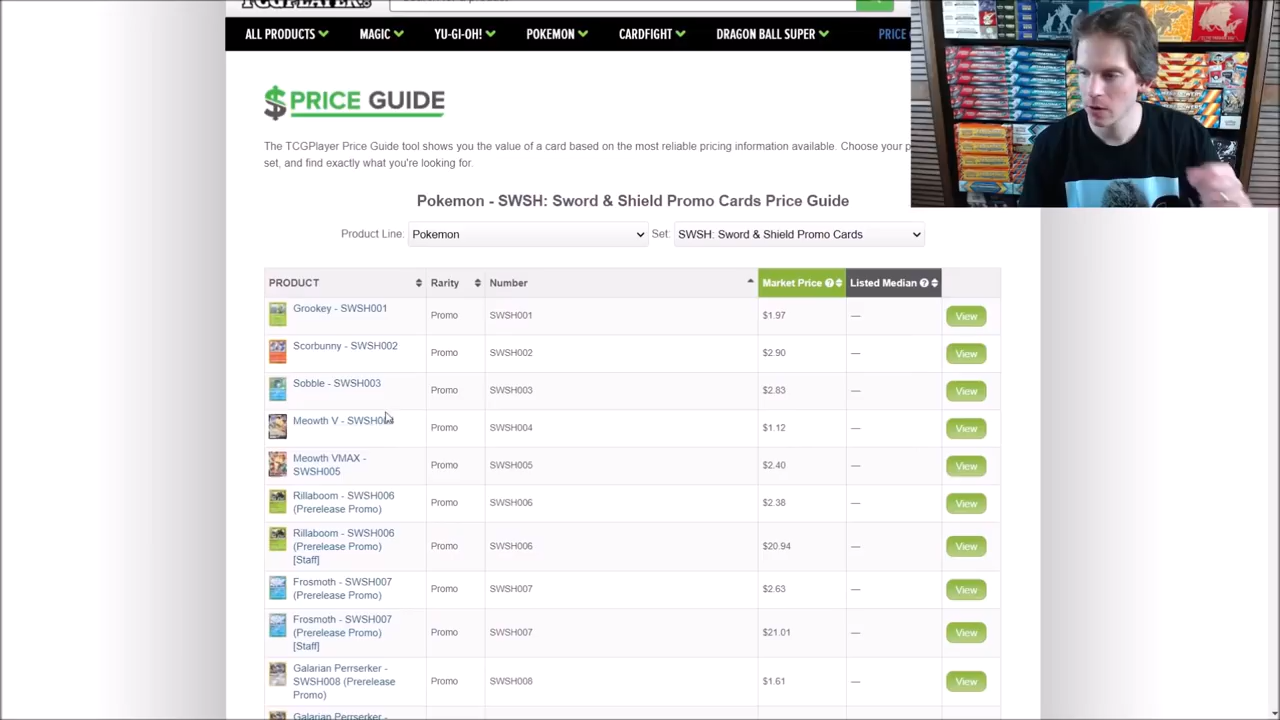 ALL PRODUCTS MAGIC YU-GI-OH! POKEMON CARDFIGHT DRAGON BALL SUPER PRICE
$PRICE GUIDE
The TCGPlayer Price Guide tool shows you the value of a card based on the most reliable pricing information available. Choose your p
set, and find exactly what you're looking for.
Pokemon - SWSH: Sword & Shield Promo Cards Price Guide
Product Line: Pokemon Set: SWSH: Sword & Shield Promo Cards
PRODUCT Rarity Number Market Price Listed Median
Grookey - SWSH001 Promo SWSH001 $1.97 — View
Scorbunny - SWSH002 Promo SWSH002 $2.90 — View
Sobble - SWSH003 Promo SWSH003 $2.83 — View
Meowth V - SWSH004 Promo SWSH004 $1.12 — View
Meowth VMAX -
SWSH005 Promo SWSH005 $2.40 — View
Rillaboom - SWSH006
(Prerelease Promo) Promo SWSH006 $2.38 — View
Rillaboom - SWSH006
(Prerelease Promo) Promo SWSH006 $20.94 — View
[Staff]
Frosmoth - SWSH007
(Prerelease Promo) Promo SWSH007 $2.63 — View
Frosmoth - SWSH007
(Prerelease Promo) Promo SWSH007 $21.01 — View
[Staff]
Galarian Perrserker -
SWSH008 (Prerelease Promo SWSH008 $1.61 — View
Promo)
Galarian Perrserker -